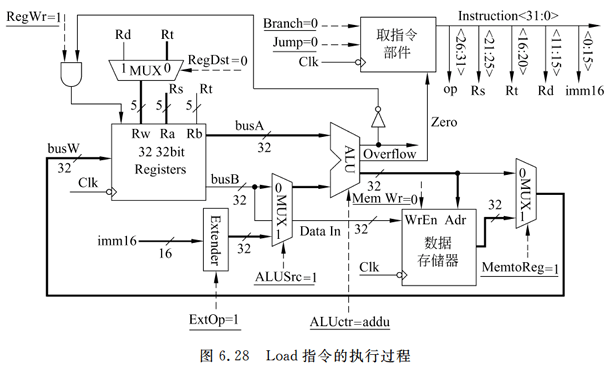 RegWr=1
Rd
Rt
1 MUX 0
RegDst=0
Rs
Rt
5
5
5
Rw
Ra
Rb
32 32bit
Registers
busW
32
Clk
busA
32
busB
32
imm16
16
Extender
32
ExtOp=1
0
MUX
1
ALUSrc=1
Data In
32
ALU
ALUctr=addu
Overflow
Zero
32
Mem Wr=0
WrEn Adr
数据
存储器
Clk
32
0
MUX
1
MemtoReg=1
Branch=0
Jump=0
Clk
取指令
部件
Instruction<31:0>
<26:31>
<21:25>
<16:20>
<11:15>
<0:15>
op
Rs
Rt
Rd
imm16
图 6.28 Load 指令的执行过程